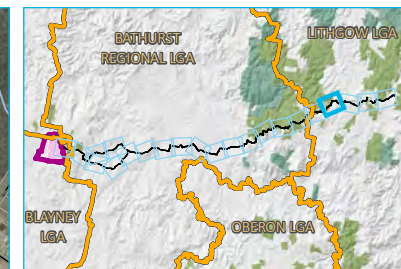 BATHURST
REGIONAL LGA
LITHGOW LGA
BLAYNEY
LGA
OBERON LGA